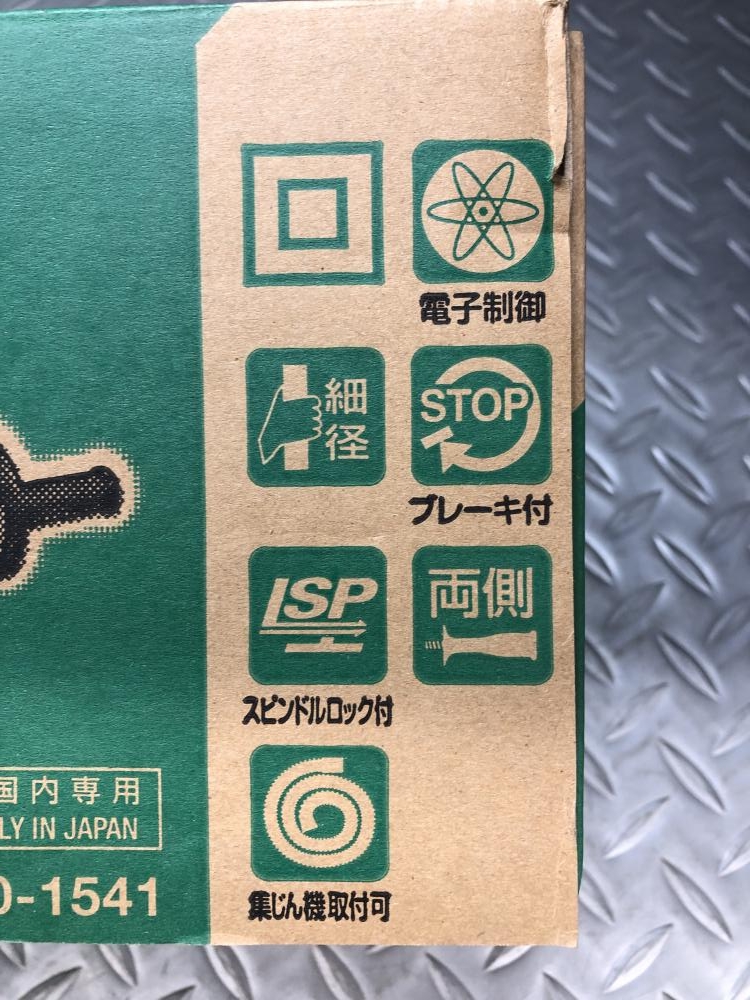 電子制御
細
径
STOP
ブレーキ付
LSP
両側
スピンドルロック付
集じん機取付可
国内専用
LY IN JAPAN
0-1541